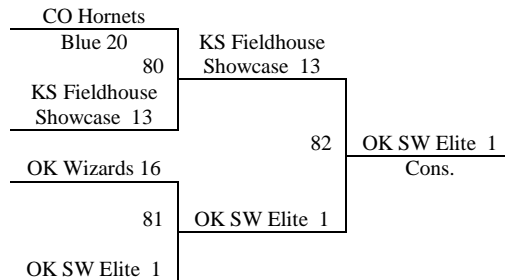 CO Hornets
Blue 20
80
KS Fieldhouse
Showcase 13
KS Fieldhouse
Showcase 13
82
OK SW Elite 1
Cons.
OK Wizards 16
81
OK SW Elite 1
OK SW Elite 1